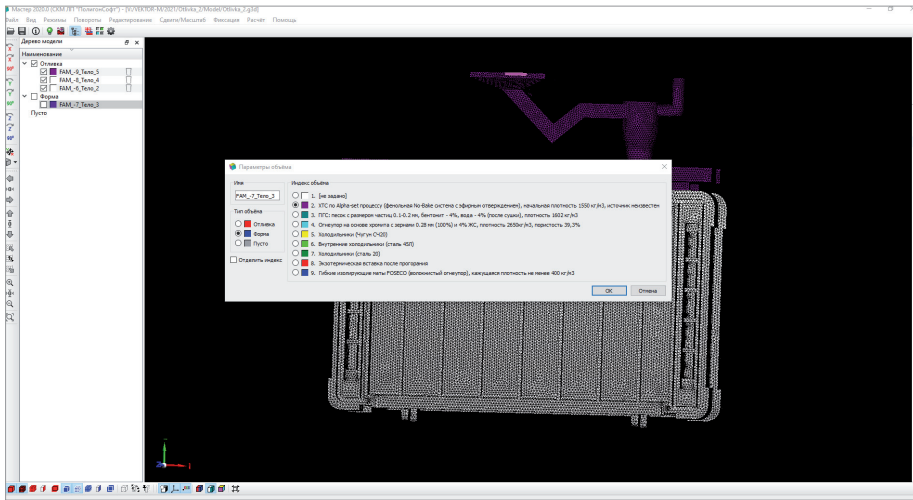 Мастер 2020.0 (СКМ ЛП "ПолигонСофт") - [V:/VEKTOR-M/2021/Otlivka_2/Model/Otlivka_2.g3d]
Файл Вид Режимы Повороты Редактирование Сдвиги/Масштаб Фиксация Расчёт Помощь
Дерево модели
Наименование
Отливка
FAM_-9_Тело_5
FAM_-8_Тело_4
FAM_-6_Тело_2
Форма
FAM_-7_Тело_3
Пусто
Параметры объёма
Имя
FAM_-7_Тело_3
Тип объёма
Отливка
Форма
Пусто
Отделить индекс
Индекс объёма
1. [не задано]
2. ХТС по Alpha-set процессу (фенольная No-Bake система с эфирным отверждением), начальная плотность 1550 кг/м3, источник неизвестен
3. ПГС: песок с размером частиц 0.1-0.2 мм, бентонит - 4%, вода - 4% (после сушки), плотность 1602 кг/м3
4. Огнеупор на основе хромита с зернами 0.28 мм (100%) и 4% ЖС, плотность 2650кг/м3, пористость 39,3%
5. Холодильники (Чугун СЧ20)
6. Внутренние холодильники (сталь 45Л)
7. Холодильники (сталь 20)
8. Экзотермическая вставка после прогорания
9. Гибкие изолирующие маты FOSECO (волокнистый огнеупор), кажущаяся плотность не менее 400 кг/м3
ОК Отмена